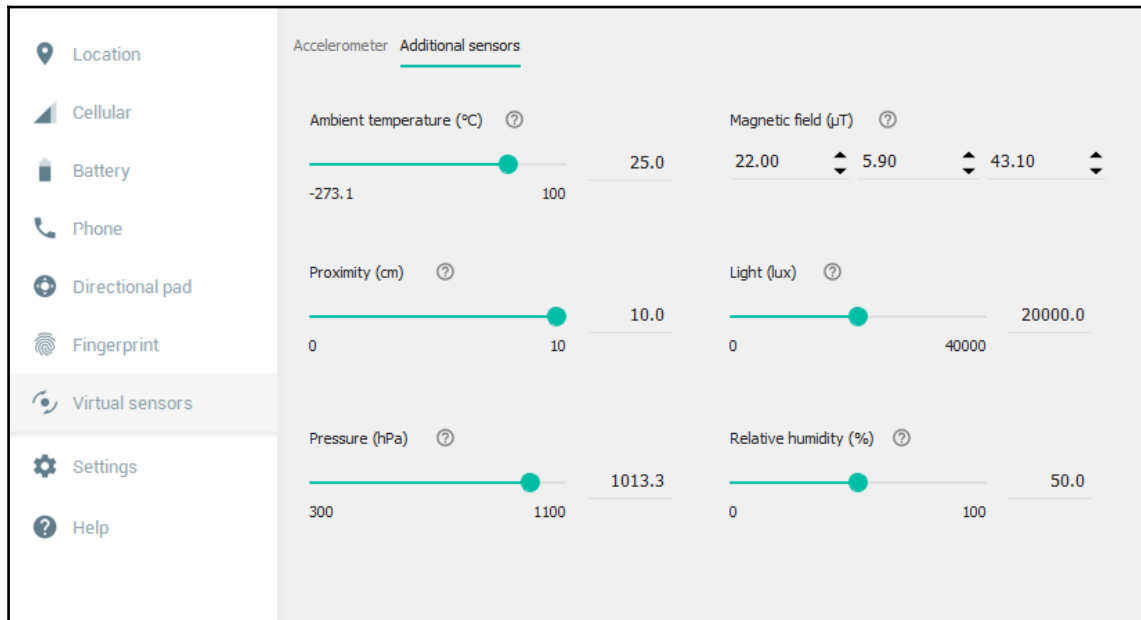 Location
Cellular
Battery
Phone
Directional pad
Fingerprint
Virtual sensors
Settings
Help
Accelerometer Additional sensors
Ambient temperature (°C) ?
25.0
-273.1 100
Magnetic field (μT) ?
22.00 5.90 43.10
Proximity (cm) ?
10.0
0 10
Light (lux) ?
20000.0
0 40000
Pressure (hPa) ?
1013.3
300 1100
Relative humidity (%) ?
50.0
0 100